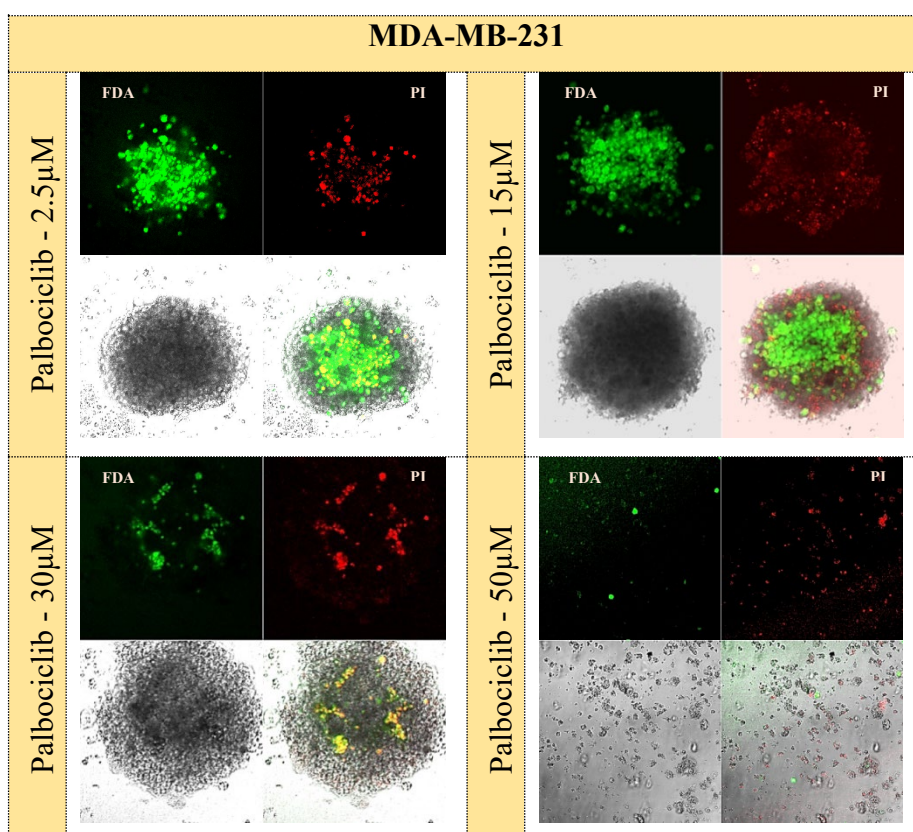 MDA-MB-231
Palbociclib - 2.5µM
FDA
PI
Palbociclib - 15µM
FDA
PI
Palbociclib - 30µM
FDA
PI
Palbociclib - 50µM
FDA
PI